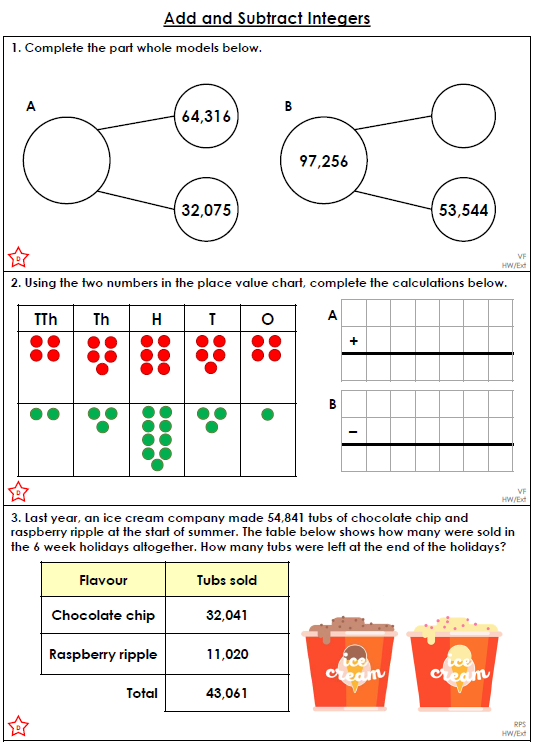 Add and Subtract Integers
1. Complete the part whole models below.
A
64,316
32,075
B
97,256
53,544
D
VF
HW/Ext
2. Using the two numbers in the place value chart, complete the calculations below.
TTh Th H T O
A
+
B
−
D
VF
HW/Ext
3. Last year, an ice cream company made 54,841 tubs of chocolate chip and
raspberry ripple at the start of summer. The table below shows how many were sold in
the 6 week holidays altogether. How many tubs were left at the end of the holidays?
Flavour Tubs sold
Chocolate chip 32,041
Raspberry ripple 11,020
Total 43,061
ice
cream
ice
cream
D
RPS
HW/Ext